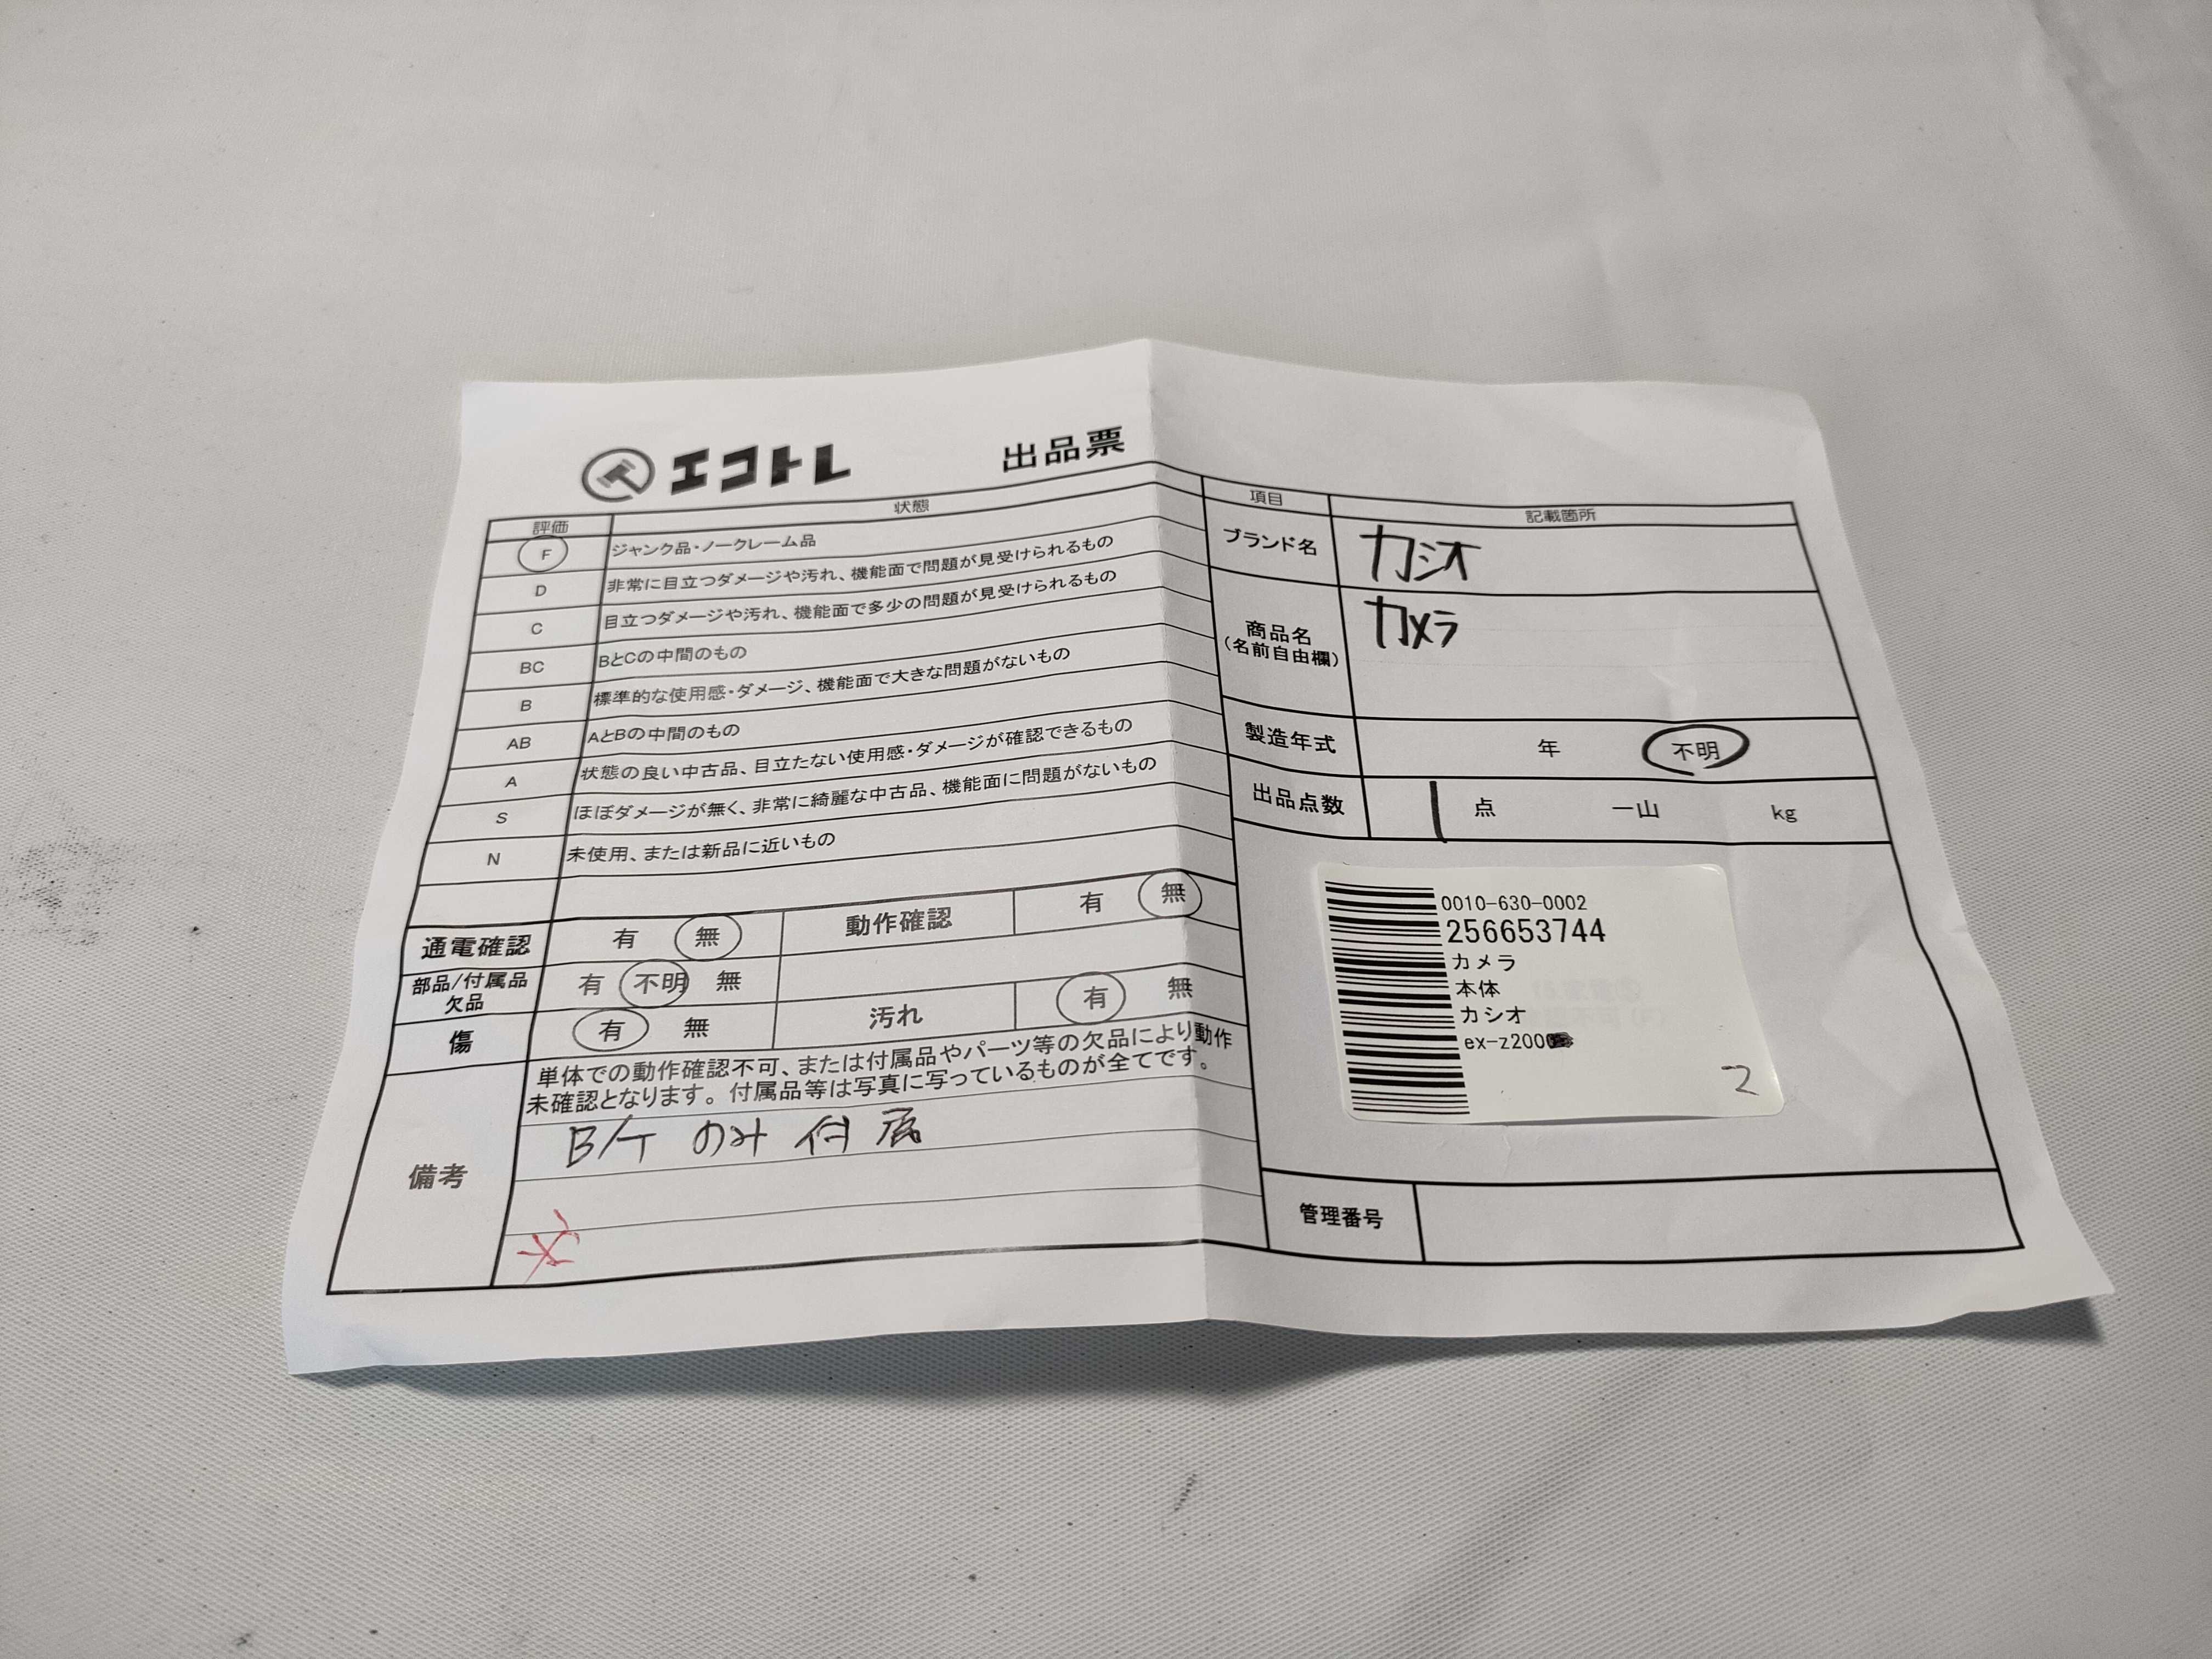 エコトレ 出品票
評価 状態
F ジャンク品・ノークレーム品
D 非常に目立つダメージや汚れ、機能面で問題が見受けられるもの
C 目立つダメージや汚れ、機能面で多少の問題が見受けられるもの
BC BとCの中間のもの
B 標準的な使用感・ダメージ、機能面で大きな問題がないもの
AB AとBの中間のもの
A 状態の良い中古品、目立たない使用感・ダメージが確認できるもの
S ほぼダメージが無く、非常に綺麗な中古品、機能面に問題がないもの
N 未使用、または新品に近いもの
通電確認 有 無 動作確認 有 無
部品/付属品
欠品 有 不明 無
傷 有 無 汚れ 有 無
備考
単体での動作確認不可、または付属品やパーツ等の欠品により動作
未確認となります。付属品等は写真に写っているものが全てです。
B/T のみ 付属
項目 記載箇所
ブランド名 カシオ
商品名
(名前自由欄) カメラ
製造年式 年 不明
出品点数 1 点 一山 kg
0010-630-0002
256653744
カメラ
本体
カシオ
ex-z200
2
管理番号